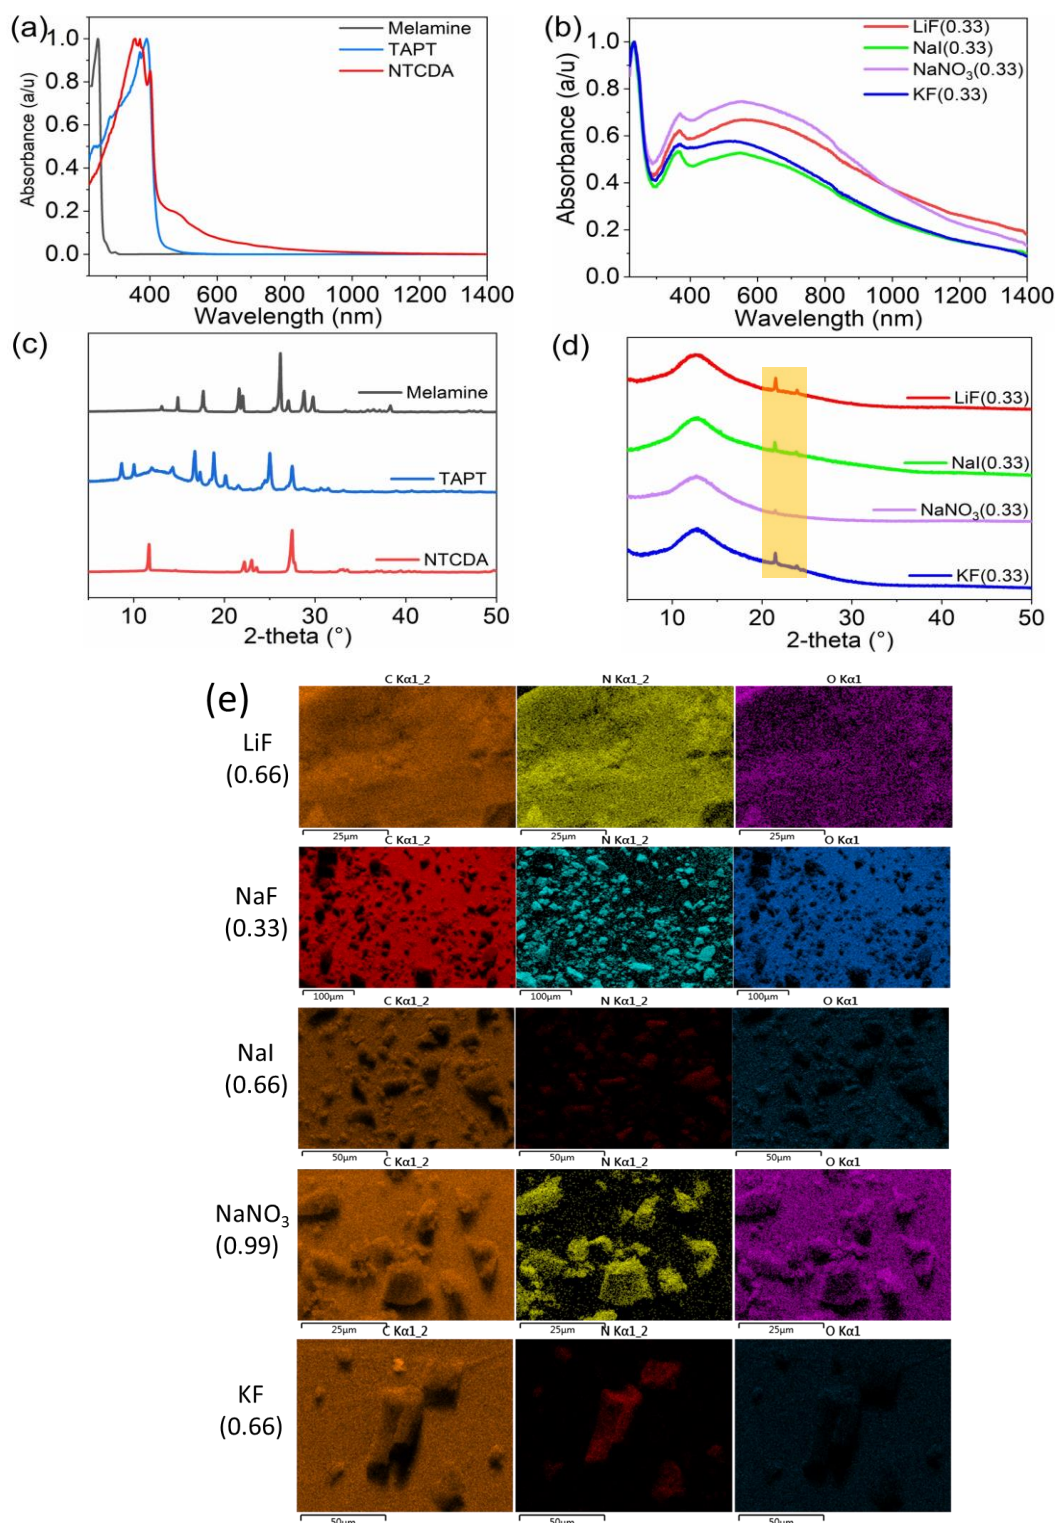 (a)
Melamine
TAPT
NTCDA
1.0
0.8
0.6
0.4
0.2
0.0
Absorbance (a/u)
400 600 800 1000 1200 1400
Wavelength (nm)
(b)
LiF(0.33)
NaI(0.33)
NaNO₃(0.33)
KF(0.33)
1.0
0.8
0.6
0.4
0.2
0.0
Absorbance (a/u)
400 600 800 1000 1200 1400
Wavelength (nm)
(c)
Melamine
TAPT
NTCDA
10 20 30 40 50
2-theta (°)
(d)
LiF(0.33)
NaI(0.33)
NaNO₃(0.33)
KF(0.33)
10 20 30 40 50
2-theta (°)
(e)
C Kα1_2 N Kα1_2 O Kα1
LiF
(0.66)
25μm 25μm 25μm
C Kα1_2 N Kα1_2 O Kα1
NaF
(0.33)
100μm 100μm 100μm
C Kα1_2 N Kα1_2 O Kα1
NaI
(0.66)
50μm 50μm 50μm
C Kα1_2 N Kα1_2 O Kα1
NaNO₃
(0.99)
25μm 25μm 25μm
C Kα1_2 N Kα1_2 O Kα1
KF
(0.66)
50μm 50μm 50μm